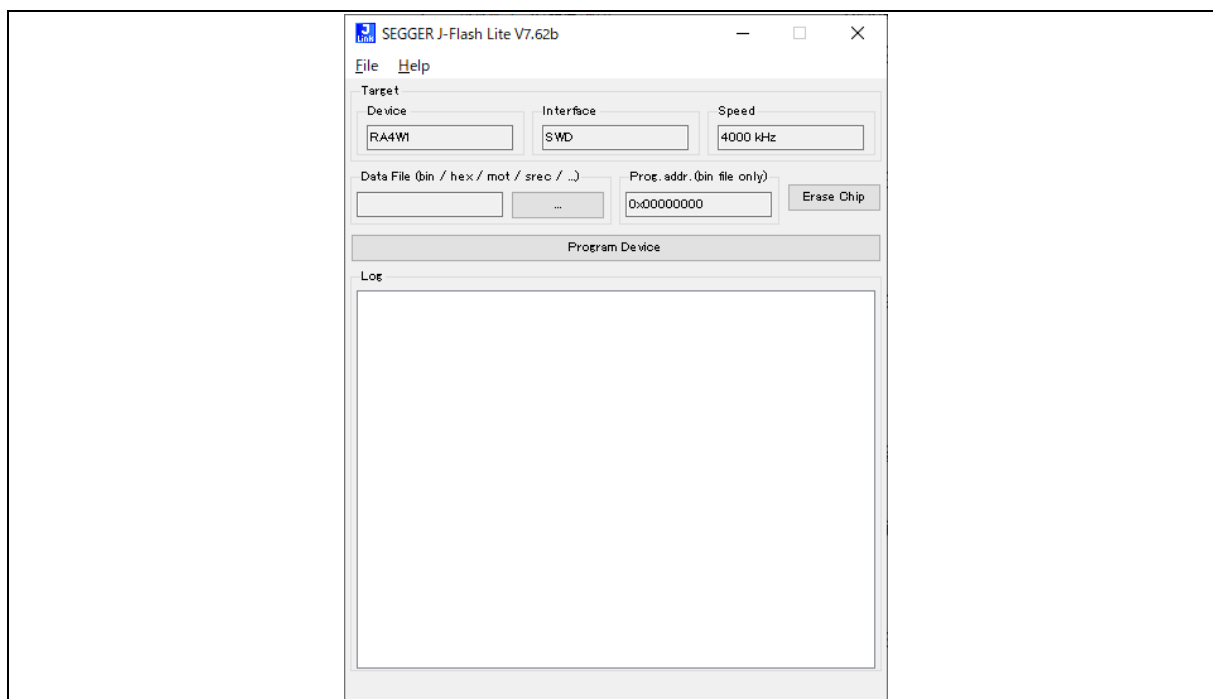 J Link SEGGER J-Flash Lite V7.62b
File Help
Target
Device Interface Speed
RA4W1 SWD 4000 kHz
Data File (bin / hex / mot / srec / ...) Prog. addr. (bin file only)
... 0x00000000 Erase Chip
Program Device
Log